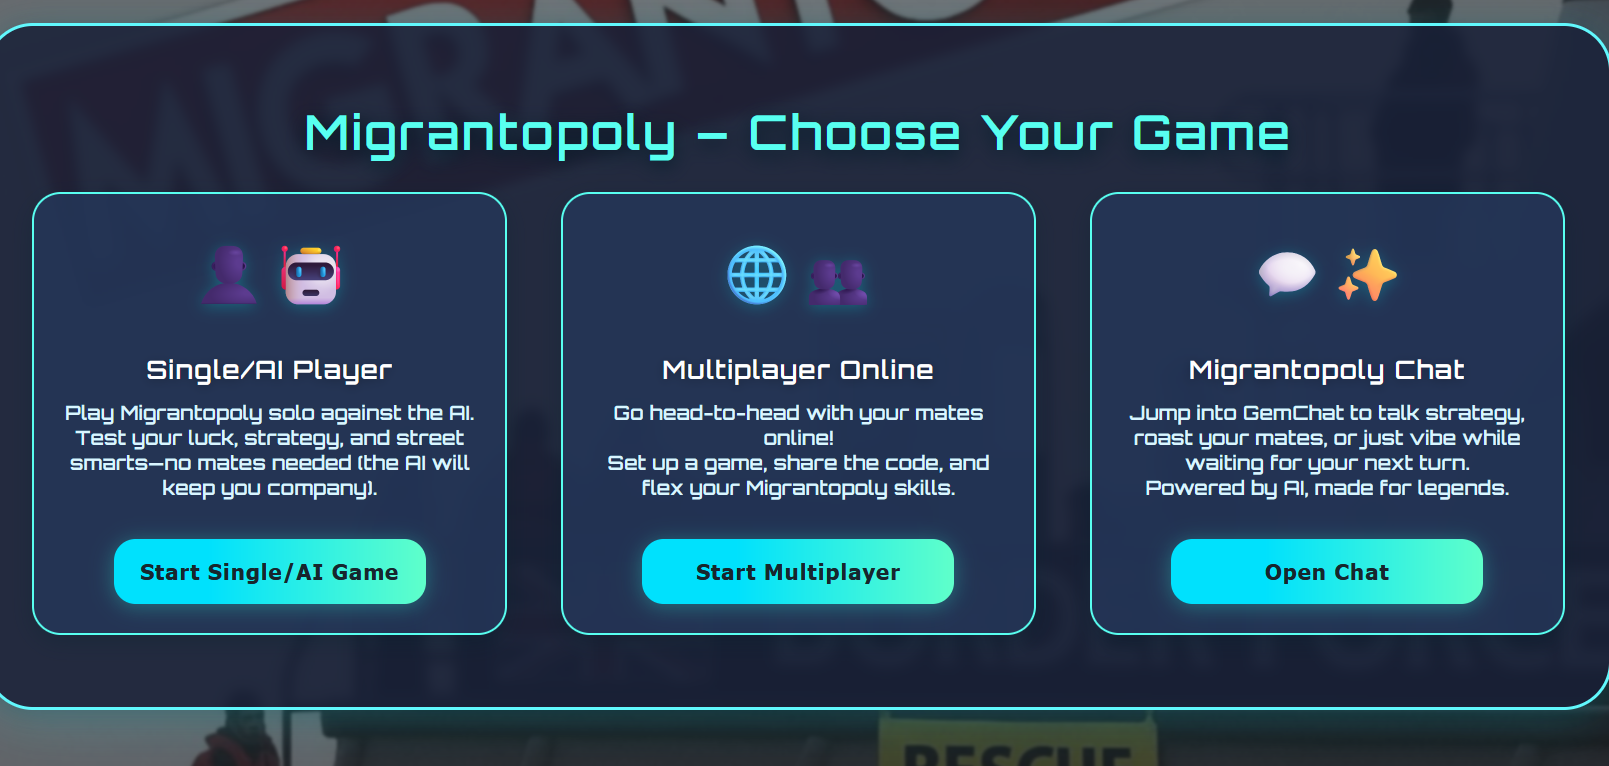 MIGRANTO
Migrantopoly – Choose Your Game
Single/AI Player
Play Migrantopoly solo against the AI.
Test your luck, strategy, and street
smarts—no mates needed (the AI will
keep you company).
Start Single/AI Game
Multiplayer Online
Go head-to-head with your mates
online!
Set up a game, share the code, and
flex your Migrantopoly skills.
Start Multiplayer
Migrantopoly Chat
Jump into GemChat to talk strategy,
roast your mates, or just vibe while
waiting for your next turn.
Powered by AI, made for legends.
Open Chat
BORDER FORCE
RESCUE